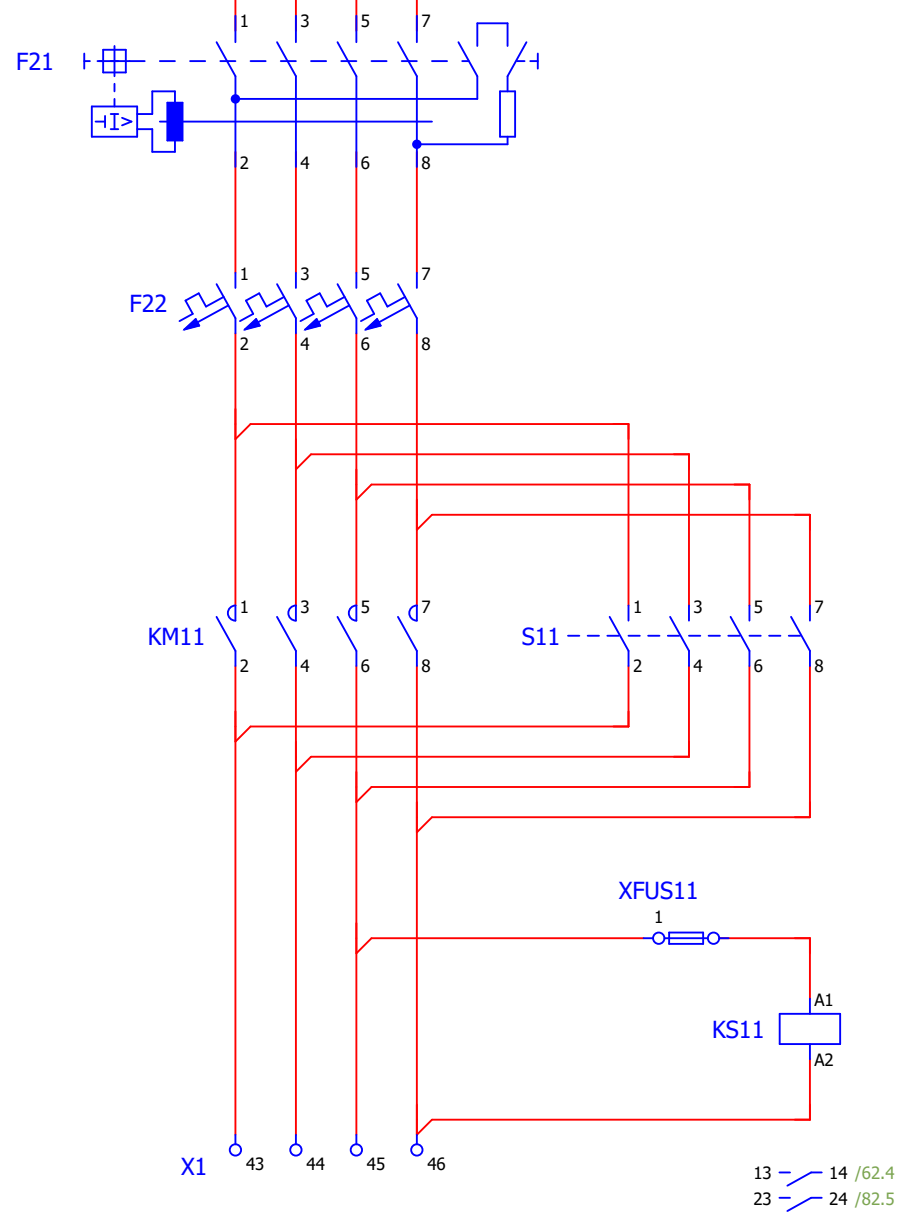 1 3 5 7
F21
I>
2 4 6 8
1 3 5 7
F22
2 4 6 8
1 3 5 7 1 3 5 7
KM11 S11
2 4 6 8 2 4 6 8
XFUS11
1
A1
KS11
A2
X1 43 44 45 46
13 14 /62.4
23 24 /82.5